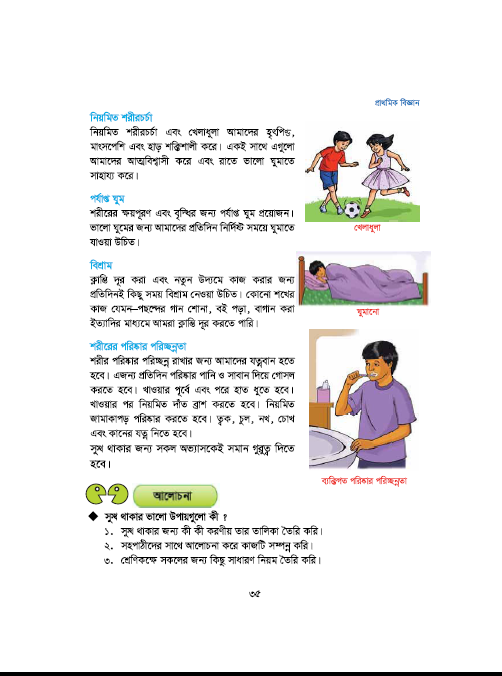 প্রাথমিক বিজ্ঞান
নিয়মিত শরীরচর্চা
নিয়মিত শরীরচর্চা এবং খেলাধুলা আমাদের হৃৎপিন্ড,
মাংসপেশি এবং হাড় শক্তিশালী করে। একই সাথে এগুলো
আমাদের আত্মবিশ্বাসী করে এবং রাতে ভালো ঘুমাতে
সাহায্য করে।
পর্যাপ্ত ঘুম
শরীরের ক্ষয়পূরণ এবং বৃদ্ধির জন্য পর্যাপ্ত ঘুম প্রয়োজন।
ভালো ঘুমের জন্য আমাদের প্রতিদিন নির্দিষ্ট সময়ে ঘুমাতে
যাওয়া উচিত।
খেলাধুলা
বিশ্রাম
ক্লান্তি দূর করা এবং নতুন উদ্যমে কাজ করার জন্য
প্রতিদিনই কিছু সময় বিশ্রাম নেওয়া উচিত। কোনো শখের
কাজ যেমন–পছন্দের গান শোনা, বই পড়া, বাগান করা
ইত্যাদির মাধ্যমে আমরা ক্লান্তি দূর করতে পারি।
ঘুমানো
শরীরের পরিষ্কার পরিচ্ছন্নতা
শরীর পরিষ্কার পরিচ্ছন্ন রাখার জন্য আমাদের যত্নবান হতে
হবে। এজন্য প্রতিদিন পরিষ্কার পানি ও সাবান দিয়ে গোসল
করতে হবে। খাওয়ার পূর্বে এবং পরে হাত ধুতে হবে।
খাওয়ার পর নিয়মিত দাঁত ব্রাশ করতে হবে। নিয়মিত
জামাকাপড় পরিষ্কার করতে হবে। ত্বক, চুল, নখ, চোখ
এবং কানের যত্ন নিতে হবে।
সুস্থ থাকার জন্য সকল অভ্যাসকেই সমান গুরুত্ব দিতে
হবে।
ব্যক্তিগত পরিষ্কার পরিচ্ছন্নতা
আলোচনা
◆ সুস্থ থাকার ভালো উপায়গুলো কী ?
১. সুস্থ থাকার জন্য কী কী করণীয় তার তালিকা তৈরি করি।
২. সহপাঠীদের সাথে আলোচনা করে কাজটি সম্পন্ন করি।
৩. শ্রেণিকক্ষে সকলের জন্য কিছু সাধারণ নিয়ম তৈরি করি।
৩৫